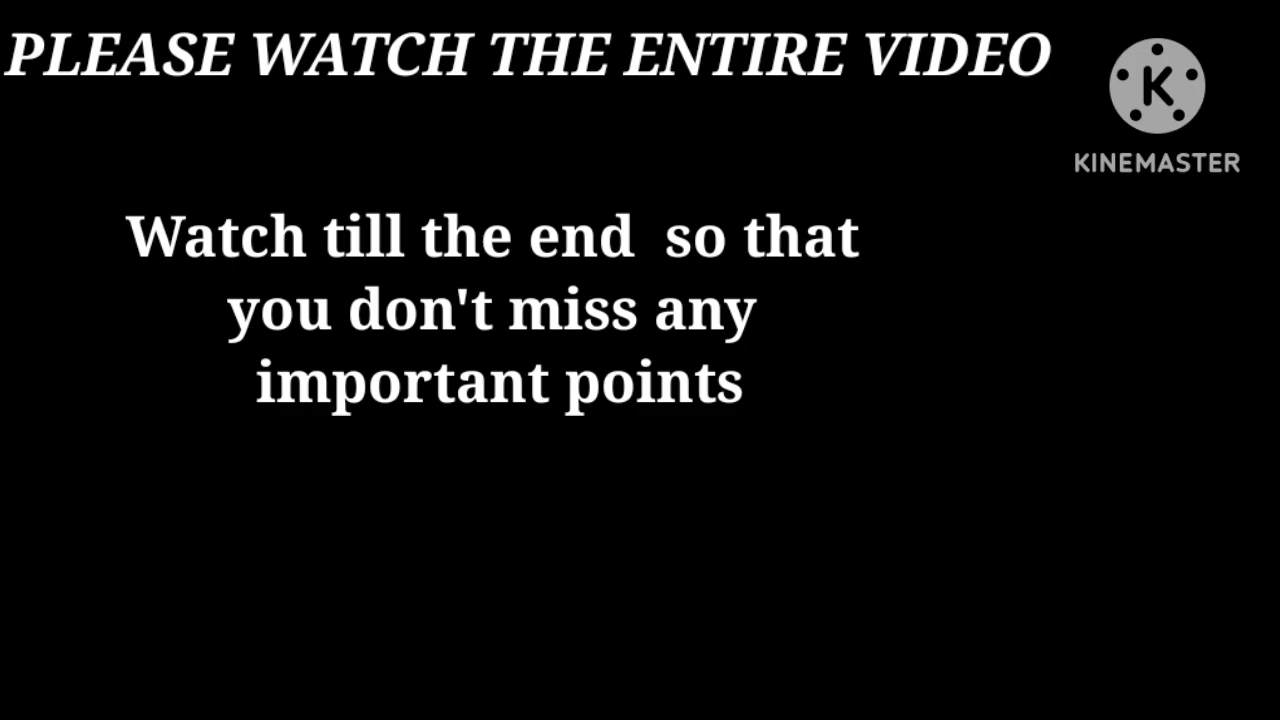 PLEASE WATCH THE ENTIRE VIDEO
K
KINEMASTER
Watch till the end so that
you don't miss any
important points